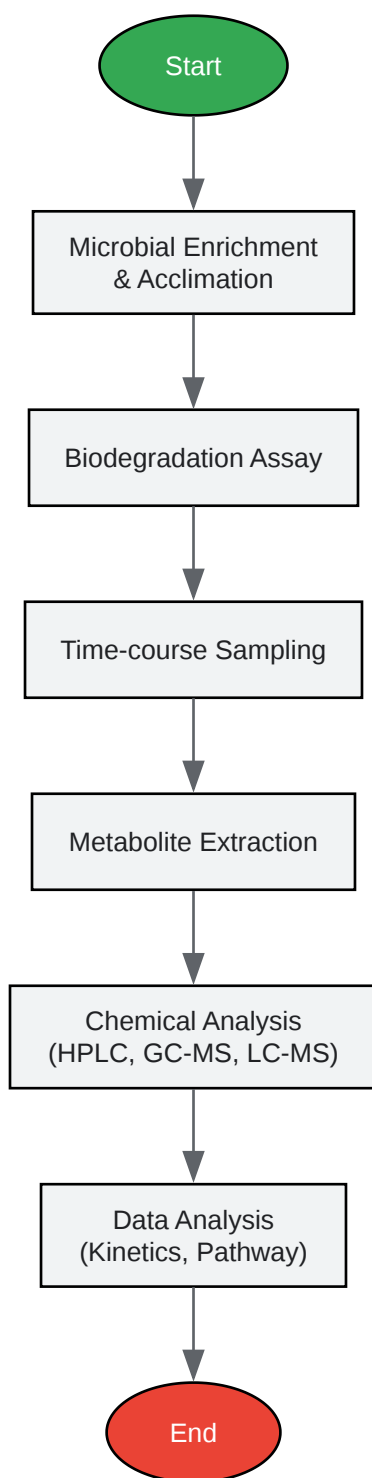 Start
Microbial Enrichment
& Acclimation
Biodegradation Assay
Time-course Sampling
Metabolite Extraction
Chemical Analysis
(HPLC, GC-MS, LC-MS)
Data Analysis
(Kinetics, Pathway)
End